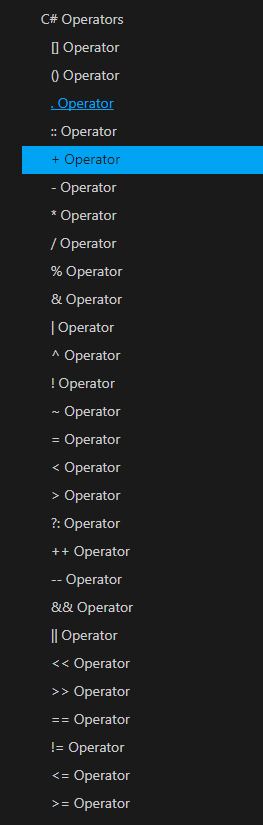 C# Operators
[] Operator
() Operator
. Operator
:: Operator
+ Operator
- Operator
* Operator
/ Operator
% Operator
& Operator
| Operator
^ Operator
! Operator
~ Operator
= Operator
< Operator
> Operator
?: Operator
++ Operator
-- Operator
&& Operator
|| Operator
<< Operator
>> Operator
== Operator
!= Operator
<= Operator
>= Operator